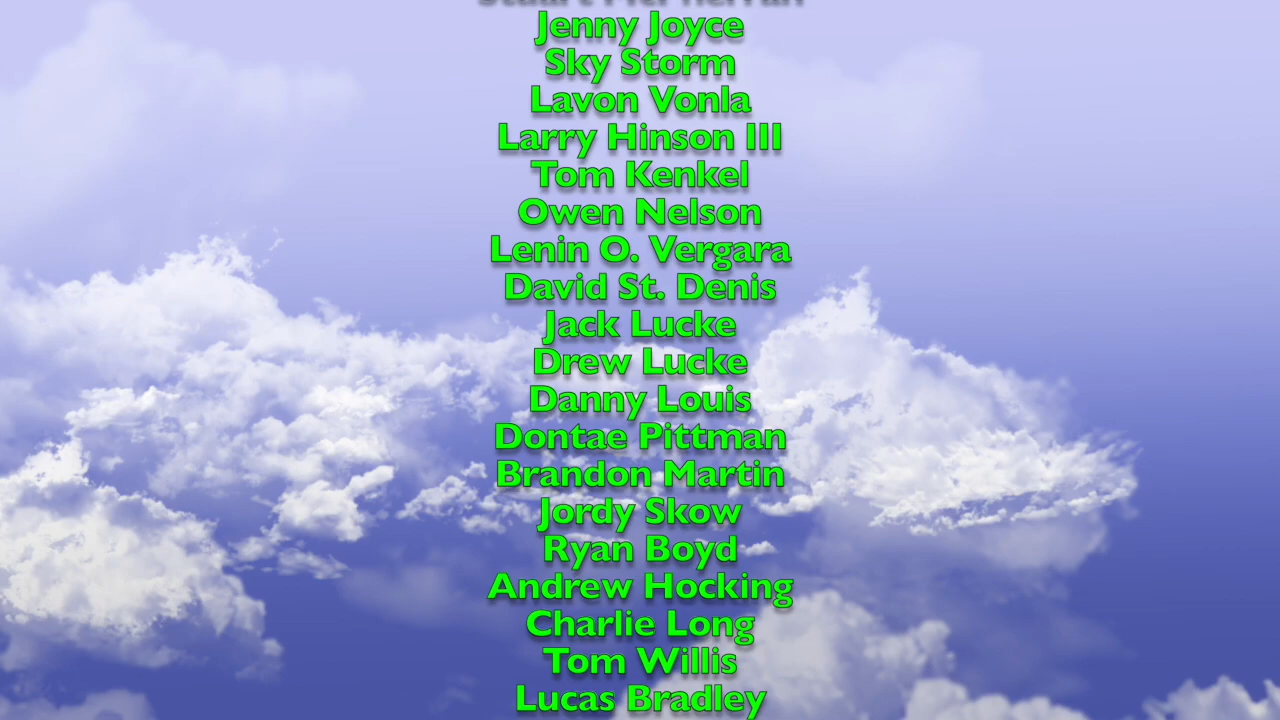 Jenny Joyce
Sky Storm
Lavon Vonla
Larry Hinson III
Tom Kenkel
Owen Nelson
Lenin O. Vergara
David St. Denis
Jack Lucke
Drew Lucke
Danny Louis
Dontae Pittman
Brandon Martin
Jordy Skow
Ryan Boyd
Andrew Hocking
Charlie Long
Tom Willis
Lucas Bradley